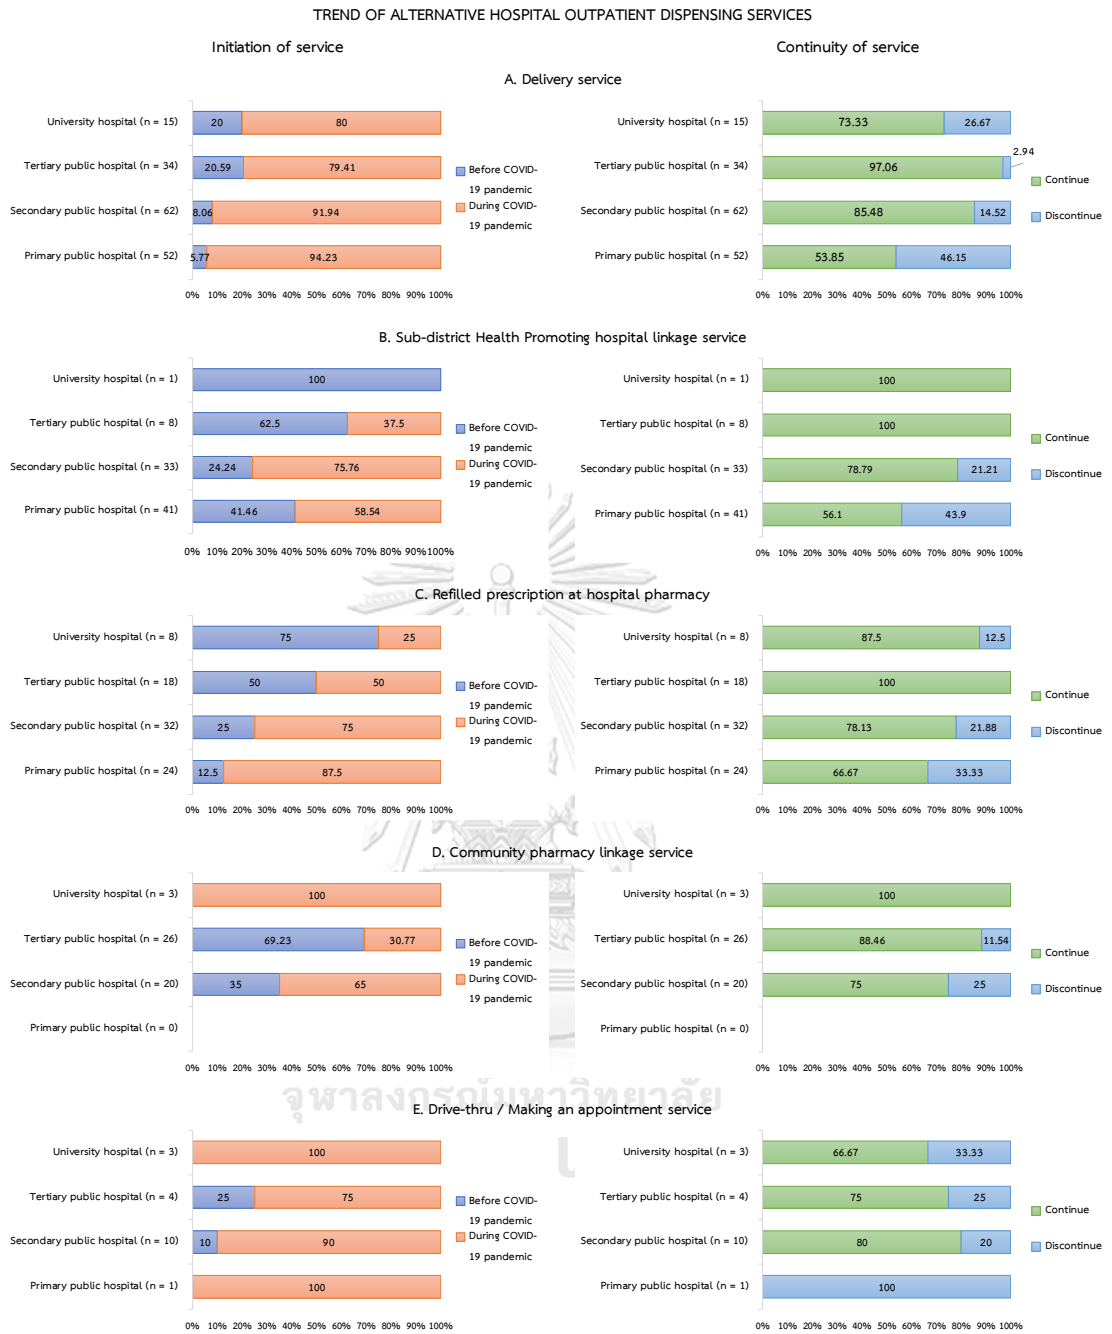 TREND OF ALTERNATIVE HOSPITAL OUTPATIENT DISPENSING SERVICES
Initiation of service
Continuity of service
A. Delivery service
University hospital (n = 15) 20 80
Tertiary public hospital (n = 34) 20.59 79.41
Secondary public hospital (n = 62) 8.06 91.94
Primary public hospital (n = 52) 5.77 94.23
0% 10% 20% 30% 40% 50% 60% 70% 80% 90% 100%
Before COVID-
19 pandemic
During COVID-
19 pandemic
University hospital (n = 15) 73.33 26.67
Tertiary public hospital (n = 34) 97.06 2.94
Secondary public hospital (n = 62) 85.48 14.52
Primary public hospital (n = 52) 53.85 46.15
0% 10% 20% 30% 40% 50% 60% 70% 80% 90% 100%
Continue
Discontinue
B. Sub-district Health Promoting hospital linkage service
University hospital (n = 1) 100
Tertiary public hospital (n = 8) 62.5 37.5
Secondary public hospital (n = 33) 24.24 75.76
Primary public hospital (n = 41) 41.46 58.54
0% 10% 20% 30% 40% 50% 60% 70% 80% 90% 100%
Before COVID-
19 pandemic
During COVID-
19 pandemic
University hospital (n = 1) 100
Tertiary public hospital (n = 8) 100
Secondary public hospital (n = 33) 78.79 21.21
Primary public hospital (n = 41) 56.1 43.9
0% 10% 20% 30% 40% 50% 60% 70% 80% 90% 100%
Continue
Discontinue
C. Refilled prescription at hospital pharmacy
University hospital (n = 8) 75 25
Tertiary public hospital (n = 18) 50 50
Secondary public hospital (n = 32) 25 75
Primary public hospital (n = 24) 12.5 87.5
0% 10% 20% 30% 40% 50% 60% 70% 80% 90% 100%
Before COVID-
19 pandemic
During COVID-
19 pandemic
University hospital (n = 8) 87.5 12.5
Tertiary public hospital (n = 18) 100
Secondary public hospital (n = 32) 78.13 21.88
Primary public hospital (n = 24) 66.67 33.33
0% 10% 20% 30% 40% 50% 60% 70% 80% 90% 100%
Continue
Discontinue
D. Community pharmacy linkage service
University hospital (n = 3) 100
Tertiary public hospital (n = 26) 69.23 30.77
Secondary public hospital (n = 20) 35 65
Primary public hospital (n = 0)
0% 10% 20% 30% 40% 50% 60% 70% 80% 90% 100%
Before COVID-
19 pandemic
During COVID-
19 pandemic
University hospital (n = 3) 100
Tertiary public hospital (n = 26) 88.46 11.54
Secondary public hospital (n = 20) 75 25
Primary public hospital (n = 0)
0% 10% 20% 30% 40% 50% 60% 70% 80% 90% 100%
Continue
Discontinue
จุฬาลงกรณ์มหาวิทยาลัย
E. Drive-thru / Making an appointment service
University hospital (n = 3) 100
Tertiary public hospital (n = 4) 25 75
Secondary public hospital (n = 10) 10 90
Primary public hospital (n = 1) 100
0% 10% 20% 30% 40% 50% 60% 70% 80% 90% 100%
Before COVID-
19 pandemic
During COVID-
19 pandemic
University hospital (n = 3) 66.67 33.33
Tertiary public hospital (n = 4) 75 25
Secondary public hospital (n = 10) 80 20
Primary public hospital (n = 1) 100
0% 10% 20% 30% 40% 50% 60% 70% 80% 90% 100%
Continue
Discontinue